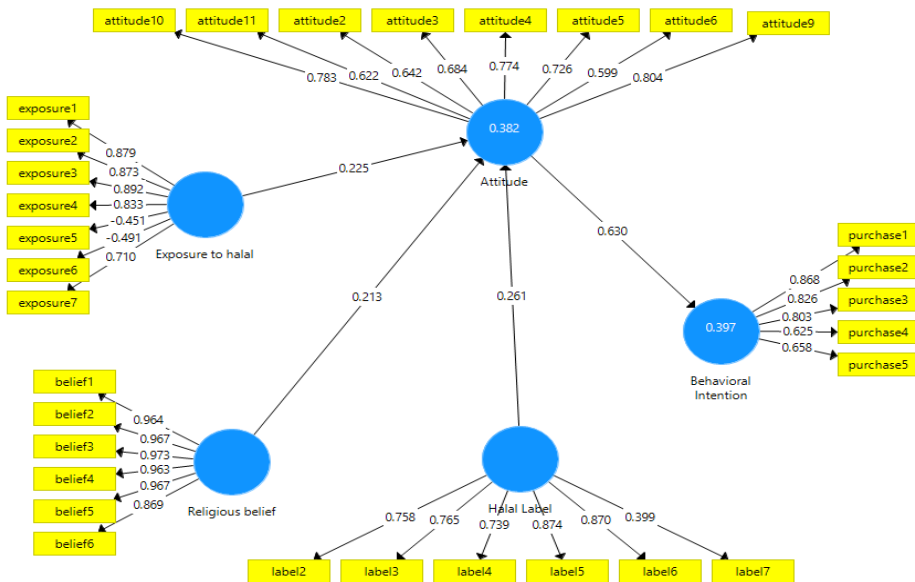 attitude10 attitude11 attitude2 attitude3 attitude4 attitude5 attitude6 attitude9
0.783 0.622 0.642 0.684 0.774 0.726 0.599 0.804
0.382
Attitude
exposure1
exposure2
exposure3
exposure4
exposure5
exposure6
exposure7
0.879
0.873
0.892
0.833
-0.451
-0.491
0.710
Exposure to halal
0.225
0.213
0.261
0.630
purchase1
purchase2
purchase3
purchase4
purchase5
0.868
0.826
0.803
0.625
0.658
0.397
Behavioral
Intention
belief1
belief2
belief3
belief4
belief5
belief6
0.964
0.967
0.973
0.963
0.967
0.869
Religious belief
Halal Label
0.758 0.765 0.739 0.874 0.870 0.399
label2 label3 label4 label5 label6 label7